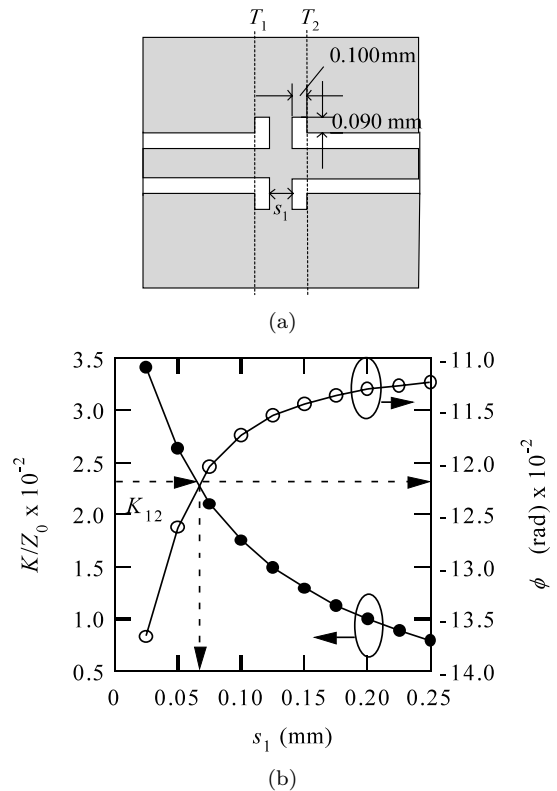 T1 T2
0.100mm
0.090 mm
s1
(a)
3.5 -11.0
3.0 -11.5
2.5 -12.0
2.0 -12.5
1.5 -13.0
1.0 -13.5
0.5 -14.0
K12
K/Z0 x 10-2
ϕ (rad) x 10-2
0 0.05 0.10 0.15 0.20 0.25
s1 (mm)
(b)